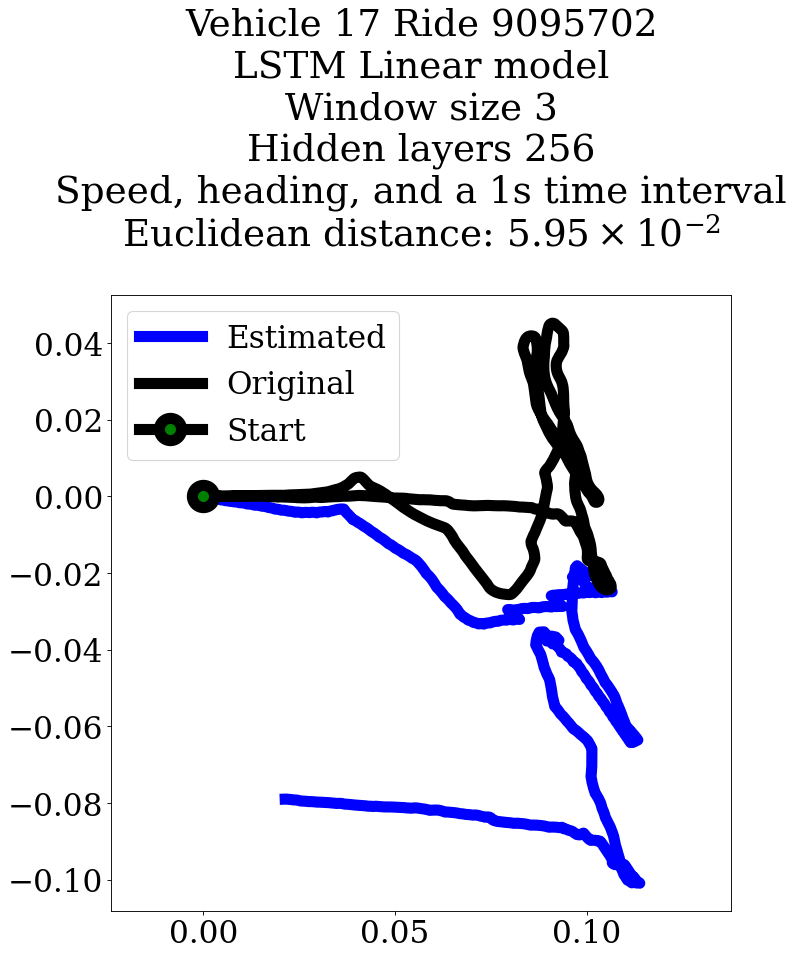 Vehicle 17 Ride 9095702
LSTM Linear model
Window size 3
Hidden layers 256
Speed, heading, and a 1s time interval
Euclidean distance: 5.95 × 10⁻²
Estimated
Original
Start
0.04
0.02
0.00
−0.02
−0.04
−0.06
−0.08
−0.10
0.00 0.05 0.10